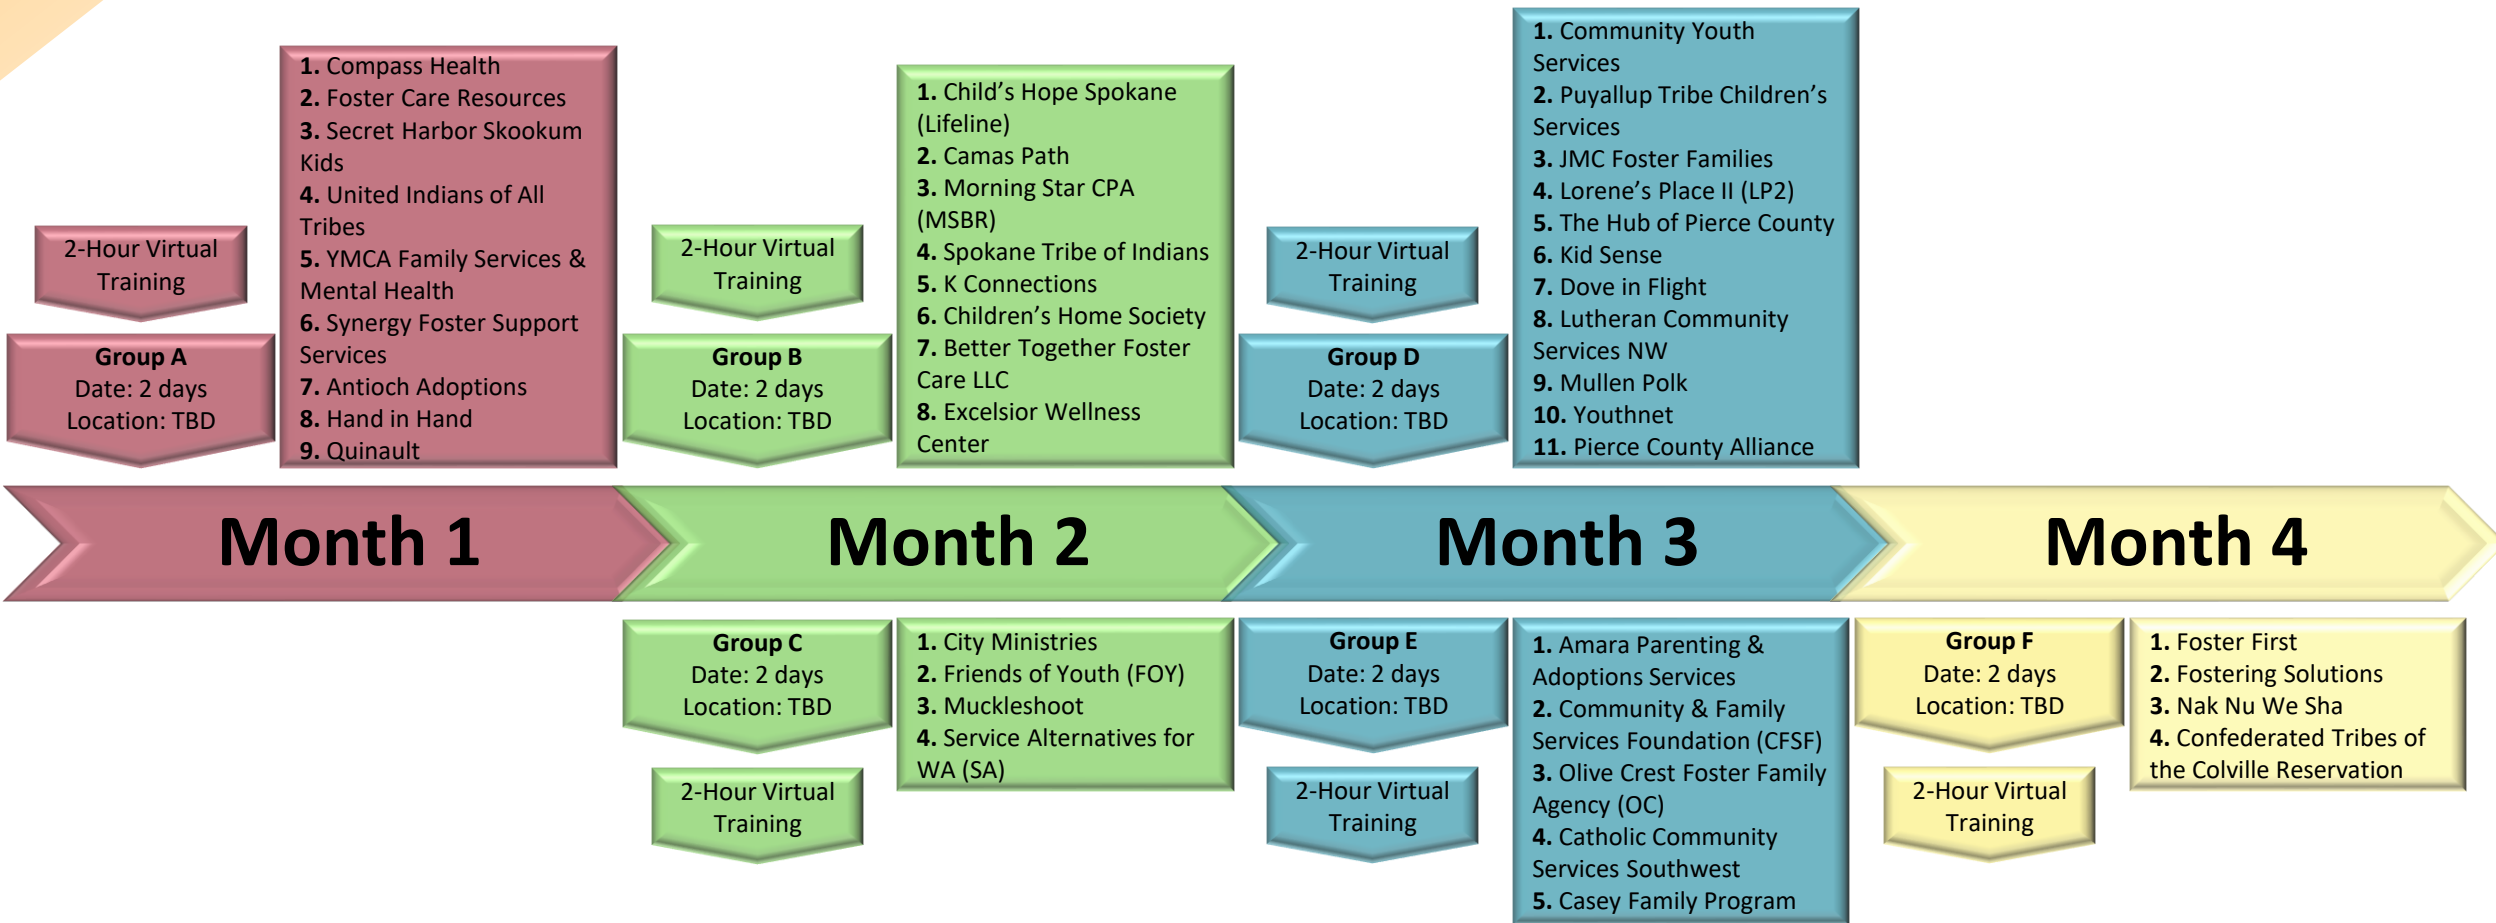 2-Hour Virtual
Training
Group A
Date: 2 days
Location: TBD
1. Compass Health
2. Foster Care Resources
3. Secret Harbor Skookum
Kids
4. United Indians of All
Tribes
5. YMCA Family Services &
Mental Health
6. Synergy Foster Support
Services
7. Antioch Adoptions
8. Hand in Hand
9. Quinault
2-Hour Virtual
Training
Group B
Date: 2 days
Location: TBD
1. Child’s Hope Spokane
(Lifeline)
2. Camas Path
3. Morning Star CPA
(MSBR)
4. Spokane Tribe of Indians
5. K Connections
6. Children’s Home Society
7. Better Together Foster
Care LLC
8. Excelsior Wellness
Center
2-Hour Virtual
Training
Group D
Date: 2 days
Location: TBD
1. Community Youth
Services
2. Puyallup Tribe Children’s
Services
3. JMC Foster Families
4. Lorene’s Place II (LP2)
5. The Hub of Pierce County
6. Kid Sense
7. Dove in Flight
8. Lutheran Community
Services NW
9. Mullen Polk
10. Youthnet
11. Pierce County Alliance
Month 1
Month 2
Month 3
Month 4
Group C
Date: 2 days
Location: TBD
2-Hour Virtual
Training
1. City Ministries
2. Friends of Youth (FOY)
3. Muckleshoot
4. Service Alternatives for
WA (SA)
Group E
Date: 2 days
Location: TBD
2-Hour Virtual
Training
1. Amara Parenting &
Adoptions Services
2. Community & Family
Services Foundation (CFSF)
3. Olive Crest Foster Family
Agency (OC)
4. Catholic Community
Services Southwest
5. Casey Family Program
Group F
Date: 2 days
Location: TBD
2-Hour Virtual
Training
1. Foster First
2. Fostering Solutions
3. Nak Nu We Sha
4. Confederated Tribes of
the Colville Reservation